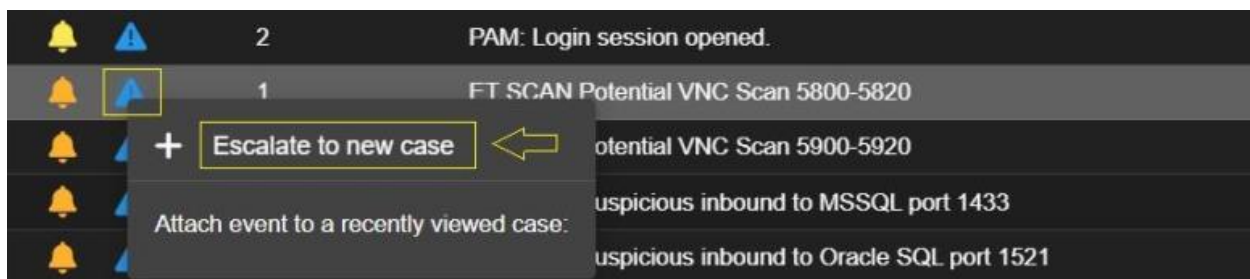 2 PAM: Login session opened.
1 ET SCAN Potential VNC Scan 5800-5820
Escalate to new case
otential VNC Scan 5900-5920
uspicious inbound to MSSQL port 1433
Attach event to a recently viewed case:
uspicious inbound to Oracle SQL port 1521